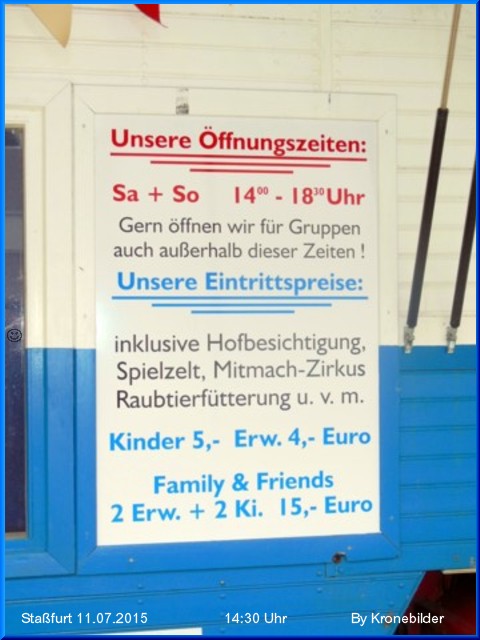 Unsere Öffnungszeiten:
Sa + So 14⁰⁰ - 18³⁰ Uhr
Gern öffnen wir für Gruppen
auch außerhalb dieser Zeiten !
Unsere Eintrittspreise:
inklusive Hofbesichtigung,
Spielzelt, Mitmach-Zirkus
Raubtierfütterung u. v. m.
Kinder 5,- Erw. 4,- Euro
Family & Friends
2 Erw. + 2 Ki. 15,- Euro
Staßfurt 11.07.2015 14:30 Uhr By Kronebilder